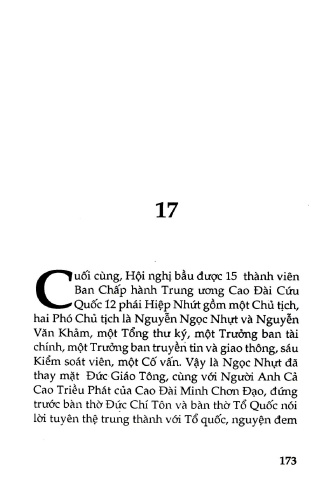 17
Cuối cùng, Hội nghị bầu được 15 thành viên
Ban Chấp hành Trung ương Cao Đài Cứu
Quốc 12 phái Hiệp Nhứt gồm một Chủ tịch,
hai Phó Chủ tịch là Nguyễn Ngọc Nhựt và Nguyễn
Văn Khảm, một Tổng thư ký, một Trưởng ban tài
chính, một Trưởng ban truyền tin và giao thông, sáu
Kiểm soát viên, một Cố vấn. Vậy là Ngọc Nhựt đã
thay mặt Đức Giáo Tông, cùng với Người Anh Cả
Cao Triều Phát của Cao Đài Minh Chơn Đạo, đứng
trước bàn thờ Đức Chí Tôn và bàn thờ Tổ Quốc nói
lời tuyên thệ trung thành với Tổ quốc, nguyện đem
173